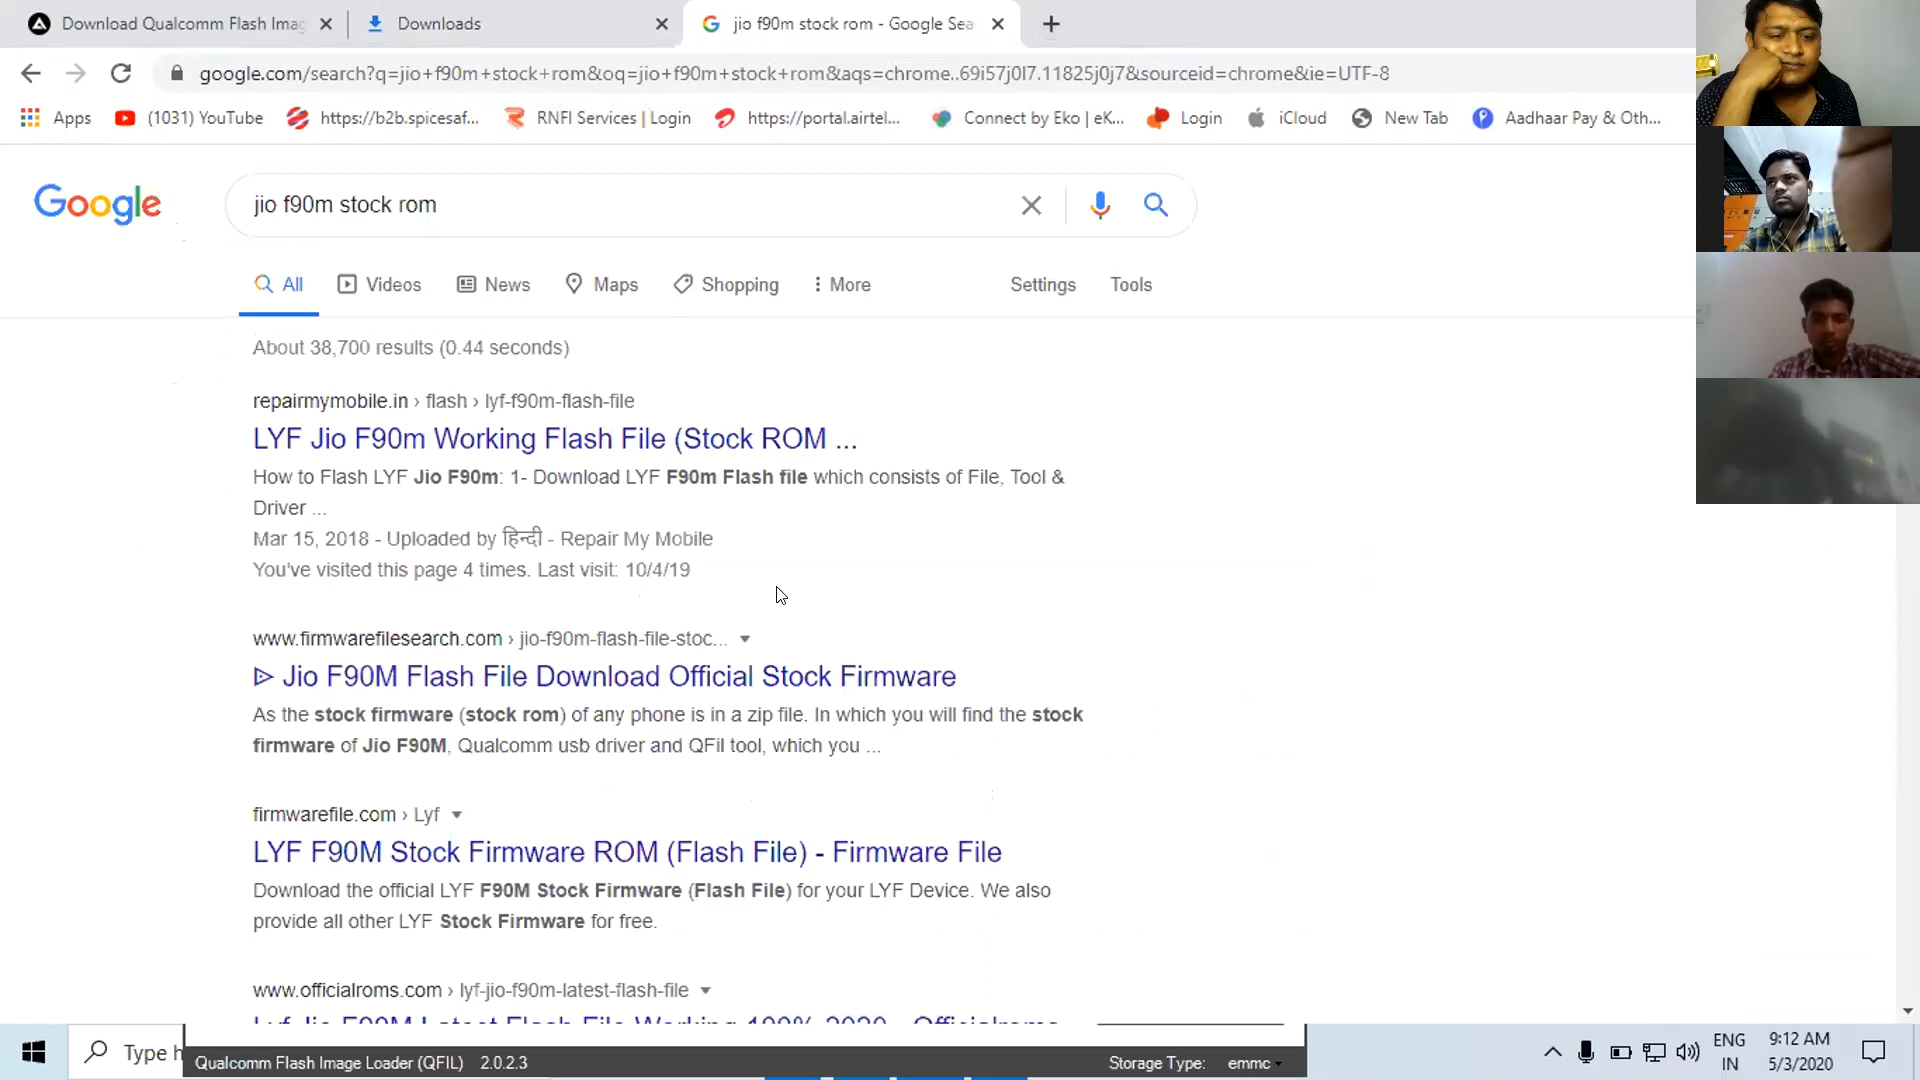 Download Qualcomm Flash Imag
Downloads
jio f90m stock rom - Google Sea
google.com/search?q=jio+f90m+stock+rom&oq=jio+f90m+stock+rom&aqs=chrome..69i57j0l7.11825j0j7&sourceid=chrome&ie=UTF-8
Apps
(1031) YouTube
https://b2b.spicesaf...
RNFI Services | Login
https://portal.airtel...
Connect by Eko | eK...
Login
iCloud
New Tab
Aadhaar Pay & Oth...
Google
jio f90m stock rom
All
Videos
News
Maps
Shopping
More
Settings
Tools
About 38,700 results (0.44 seconds)
repairmymobile.in › flash › lyf-f90m-flash-file
LYF Jio F90m Working Flash File (Stock ROM ...
How to Flash LYF Jio F90m: 1- Download LYF F90m Flash file which consists of File, Tool &
Driver ...
Mar 15, 2018 - Uploaded by हिन्दी - Repair My Mobile
You've visited this page 4 times. Last visit: 10/4/19
www.firmwarefilesearch.com › jio-f90m-flash-file-stoc...
Jio F90M Flash File Download Official Stock Firmware
As the stock firmware (stock rom) of any phone is in a zip file. In which you will find the stock
firmware of Jio F90M, Qualcomm usb driver and QFil tool, which you ...
firmwarefile.com › Lyf
LYF F90M Stock Firmware ROM (Flash File) - Firmware File
Download the official LYF F90M Stock Firmware (Flash File) for your LYF Device. We also
provide all other LYF Stock Firmware for free.
www.officialroms.com › lyf-jio-f90m-latest-flash-file
Lyf Jio F90M Latest Flash File Working 100% 2020 - Officialroms
Type h
Qualcomm Flash Image Loader (QFIL) 2.0.2.3
Storage Type: emmc
ENG
IN
9:12 AM
5/3/2020